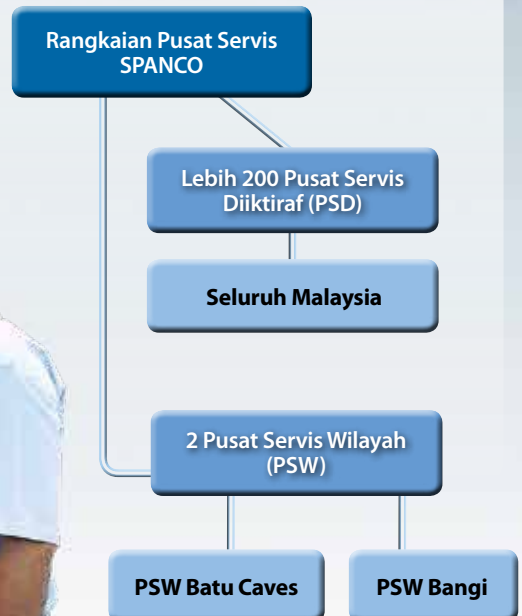 Rangkaian Pusat Servis
SPANCO
Lebih 200 Pusat Servis
Diiktiraf (PSD)
Seluruh Malaysia
2 Pusat Servis Wilayah
(PSW)
PSW Batu Caves
PSW Bangi